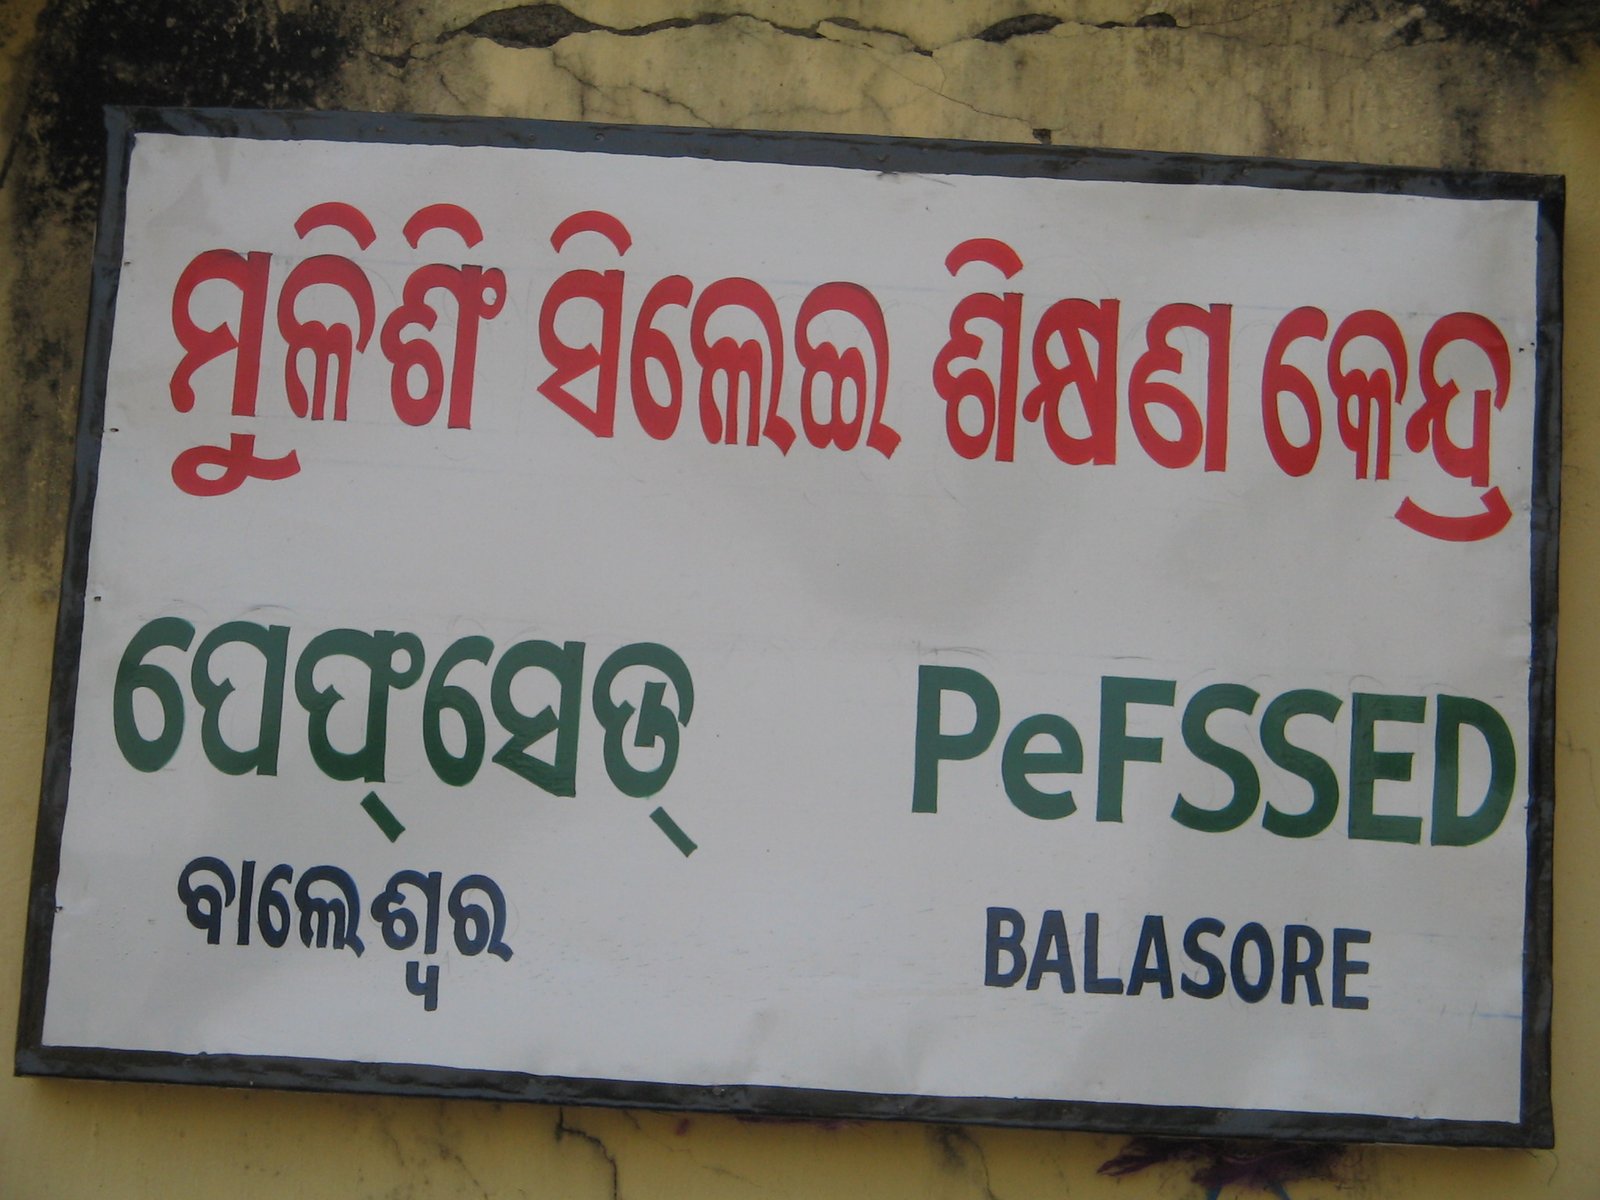 ମୁଳିଶିଂ ସିଲେଇ ଶିକ୍ଷଣ କେନ୍ଦ୍ର
ପେଫ୍‌ସେଡ୍ PeFSSED
ବାଲେଶ୍ୱର BALASORE